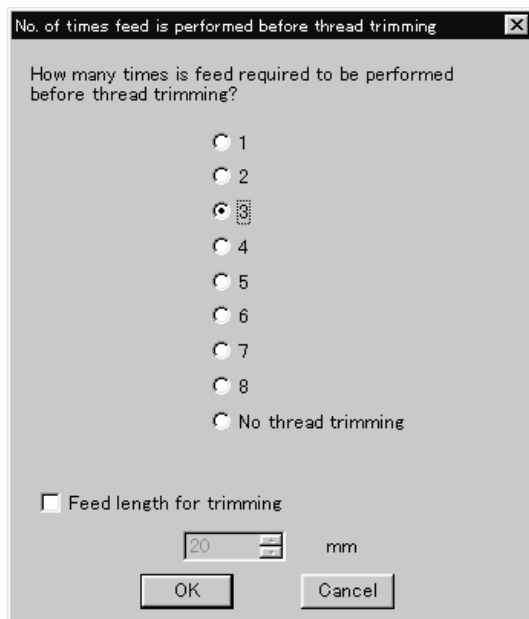 No. of times feed is performed before thread trimming
How many times is feed required to be performed
before thread trimming?
1
2
3
4
5
6
7
8
No thread trimming
Feed length for trimming
20 mm
OK Cancel